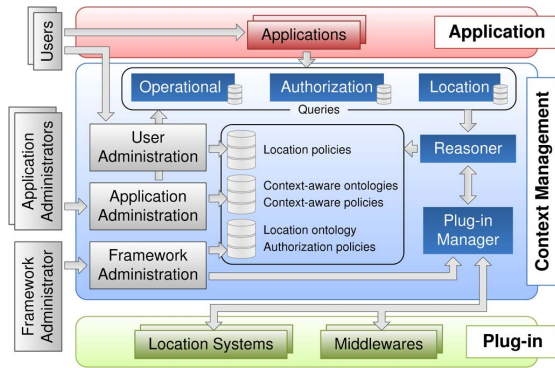 Users
Applications
Application
Operational
Authorization
Location
Queries
User
Administration
Location policies
Reasoner
Application
Administrators
Application
Administration
Context-aware ontologies
Context-aware policies
Context Management
Plug-in
Manager
Location ontology
Authorization policies
Framework
Administrator
Framework
Administration
Location Systems
Middlewares
Plug-in